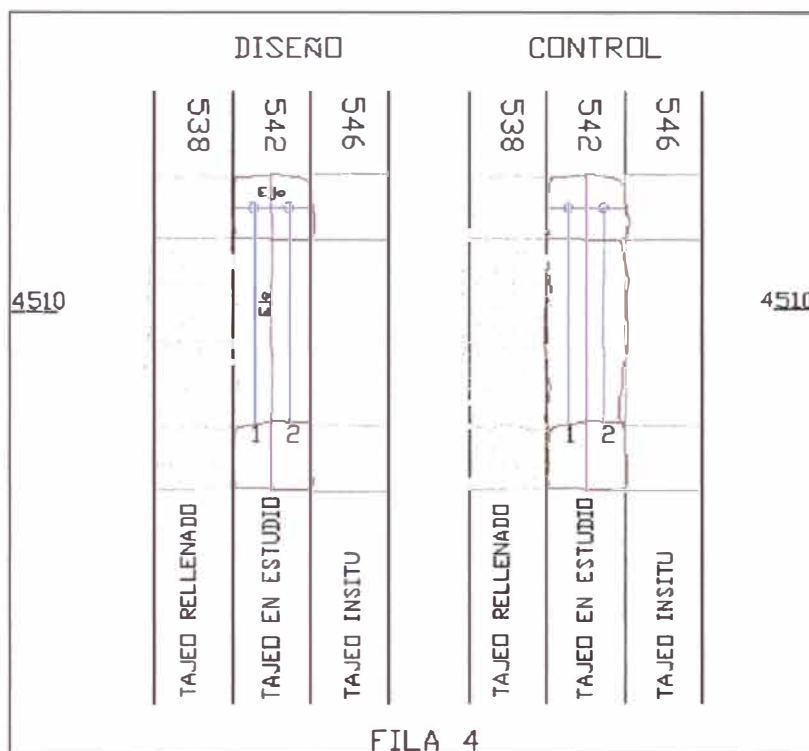 DISEÑO
CONTROL
538
542
546
538
542
546
Eje
4510
Eje
4510
1 2
1 2
TAJEO RELLENADO
TAJEO EN ESTUDIO
TAJEO INSITU
TAJEO RELLENADO
TAJEO EN ESTUDIO
TAJEO INSITU
FILA 4